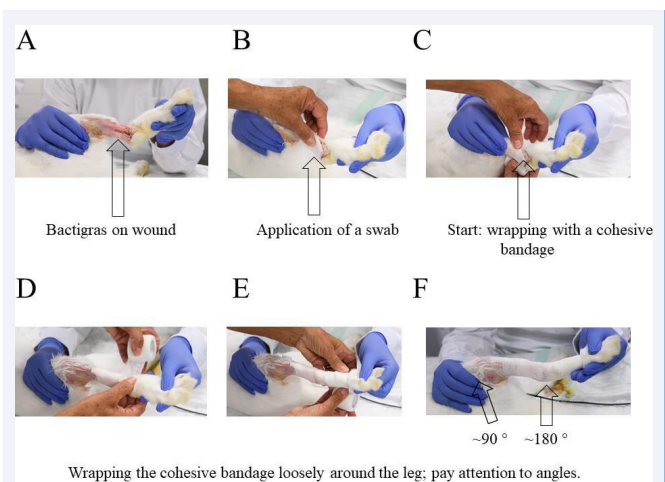 A
B
C
Bactigras on wound
Application of a swab
Start: wrapping with a cohesive
bandage
D
E
F
~90 °
~180 °
Wrapping the cohesive bandage loosely around the leg; pay attention to angles.